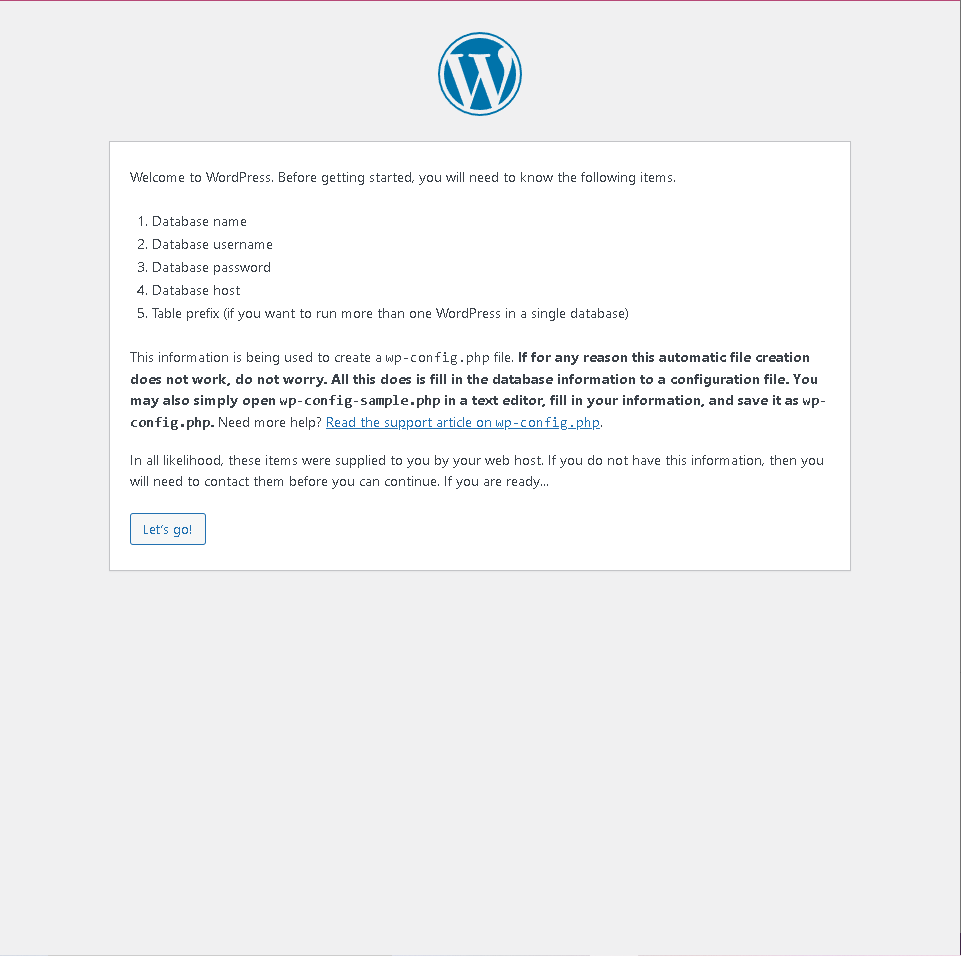 Welcome to WordPress. Before getting started, you will need to know the following items.
1. Database name
2. Database username
3. Database password
4. Database host
5. Table prefix (if you want to run more than one WordPress in a single database)
This information is being used to create a wp-config.php file. If for any reason this automatic file creation
does not work, do not worry. All this does is fill in the database information to a configuration file. You
may also simply open wp-config-sample.php in a text editor, fill in your information, and save it as wp-
config.php. Need more help? Read the support article on wp-config.php.
In all likelihood, these items were supplied to you by your web host. If you do not have this information, then you
will need to contact them before you can continue. If you are ready...
Let's go!